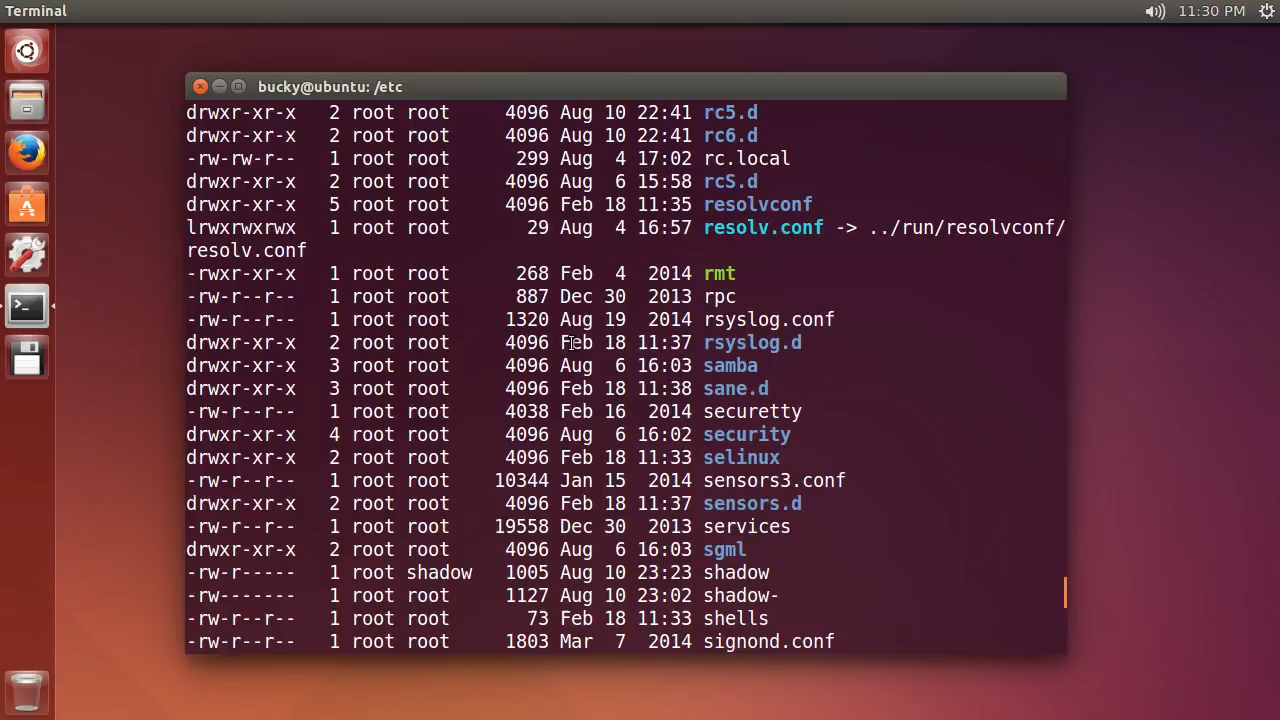 Terminal
11:30 PM
bucky@ubuntu: /etc
drwxr-xr-x 2 root root 4096 Aug 10 22:41 rc5.d
drwxr-xr-x 2 root root 4096 Aug 10 22:41 rc6.d
-rw-rw-r-- 1 root root 299 Aug 4 17:02 rc.local
drwxr-xr-x 2 root root 4096 Aug 6 15:58 rcS.d
drwxr-xr-x 5 root root 4096 Feb 18 11:35 resolvconf
lrwxrwxrwx 1 root root 29 Aug 4 16:57 resolv.conf -> ../run/resolvconf/
resolv.conf
-rwxr-xr-x 1 root root 268 Feb 4 2014 rmt
-rw-r--r-- 1 root root 887 Dec 30 2013 rpc
-rw-r--r-- 1 root root 1320 Aug 19 2014 rsyslog.conf
drwxr-xr-x 2 root root 4096 Feb 18 11:37 rsyslog.d
drwxr-xr-x 3 root root 4096 Aug 6 16:03 samba
drwxr-xr-x 3 root root 4096 Feb 18 11:38 sane.d
-rw-r--r-- 1 root root 4038 Feb 16 2014 securetty
drwxr-xr-x 4 root root 4096 Aug 6 16:02 security
drwxr-xr-x 2 root root 4096 Feb 18 11:33 selinux
-rw-r--r-- 1 root root 10344 Jan 15 2014 sensors3.conf
drwxr-xr-x 2 root root 4096 Feb 18 11:37 sensors.d
-rw-r--r-- 1 root root 19558 Dec 30 2013 services
drwxr-xr-x 2 root root 4096 Aug 6 16:03 sgml
-rw-r----- 1 root shadow 1005 Aug 10 23:23 shadow
-rw------- 1 root root 1127 Aug 10 23:02 shadow-
-rw-r--r-- 1 root root 73 Feb 18 11:33 shells
-rw-r--r-- 1 root root 1803 Mar 7 2014 signond.conf